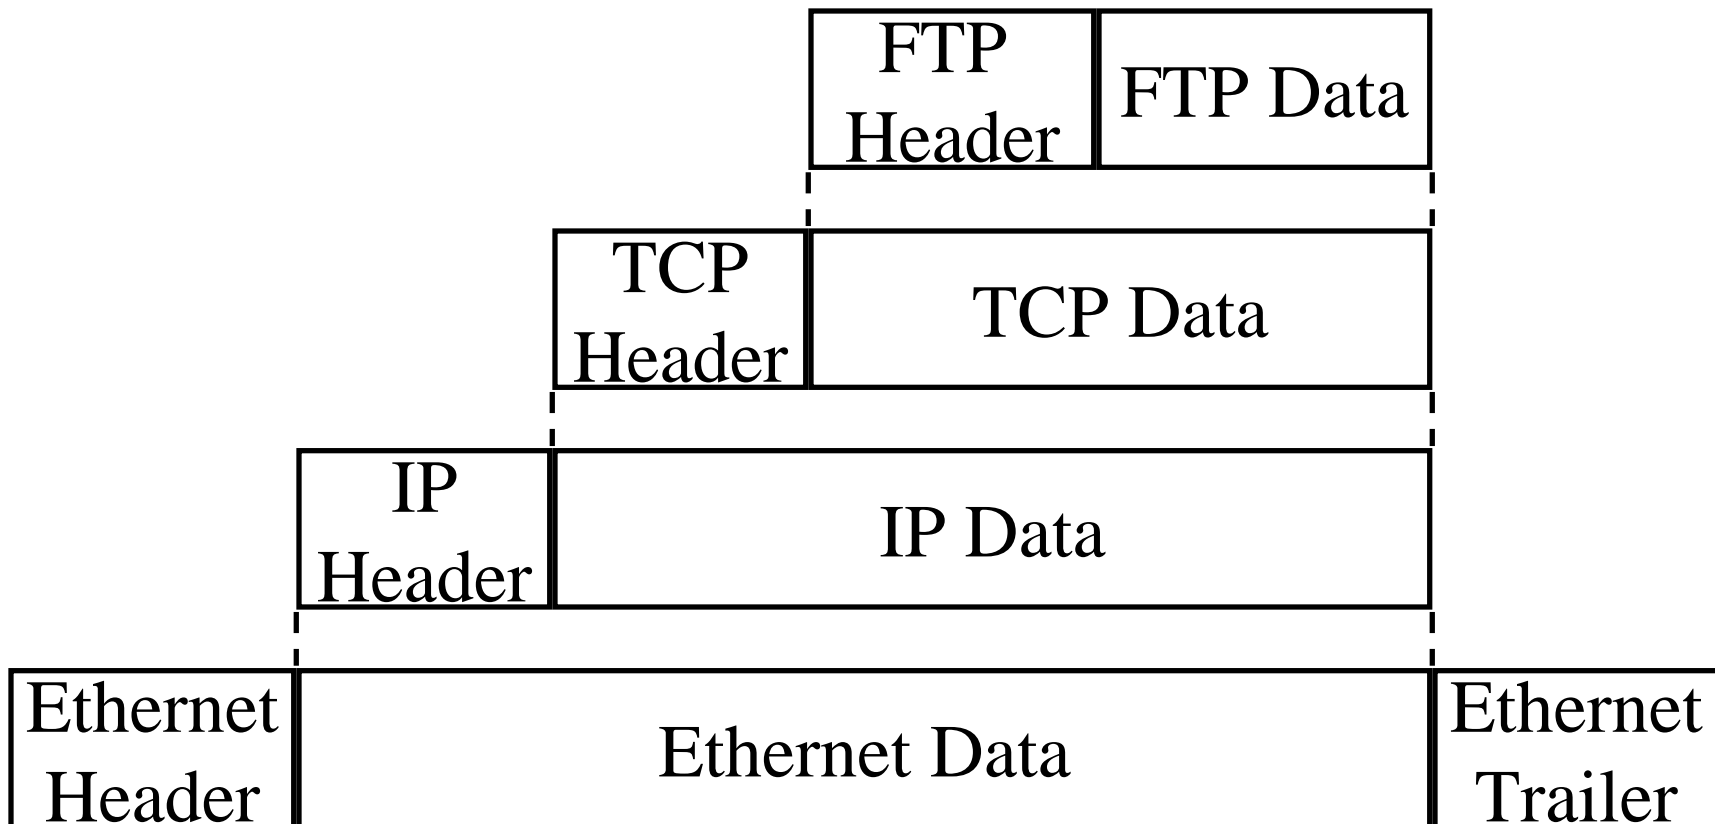 FTP
Header
FTP Data
TCP
Header
TCP Data
IP
Header
IP Data
Ethernet
Header
Ethernet Data
Ethernet
Trailer